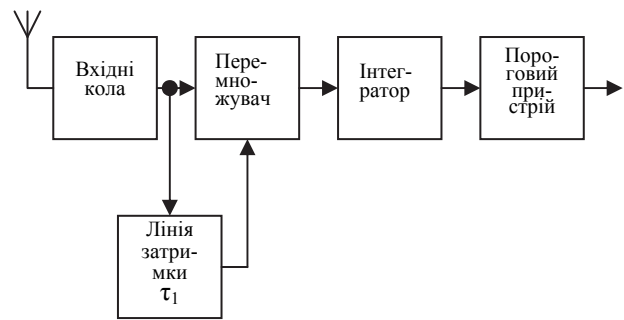 Вхідні
кола
Пере-
мно-
жувач
Інтег-
ратор
Поро-
говий
при-
стрій
Лінія
затри-
мки
τ₁